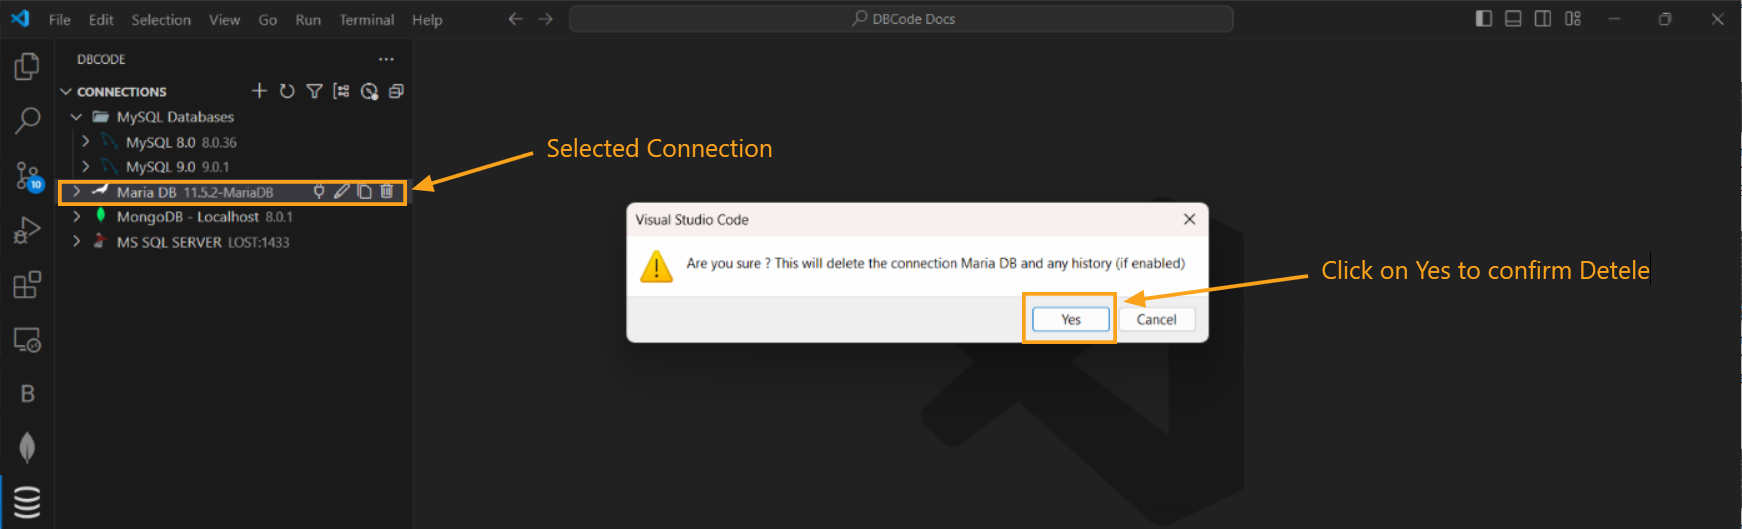 File Edit Selection View Go Run Terminal Help
DBCode Docs
DBCODE
CONNECTIONS
MySQL Databases
MySQL 8.0 8.0.36
MySQL 9.0 9.0.1
10
Maria DB 11.5.2-MariaDB
MongoDB - Localhost 8.0.1
MS SQL SERVER LOST:1433
B
Selected Connection
Visual Studio Code
Are you sure ? This will delete the connection Maria DB and any history (if enabled)
Yes Cancel
Click on Yes to confirm Detele